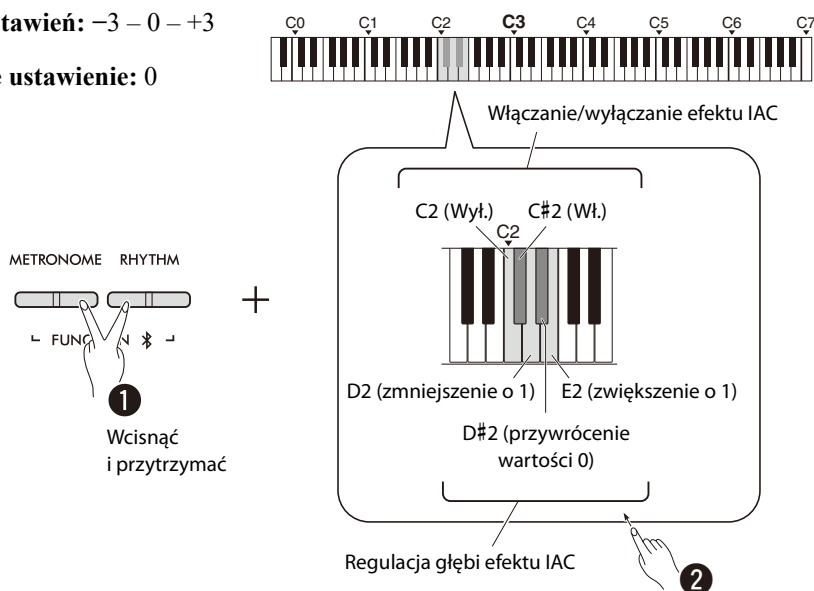 tawień: −3 – 0 – +3
ustawienie: 0
C0 C1 C2 C3 C4 C5 C6 C7
Włączanie/wyłączanie efektu IAC
C2 (Wył.) C#2 (Wł.)
C2
METRONOME RHYTHM
+
D2 (zmniejszenie o 1) E2 (zwiększenie o 1)
D#2 (przywrócenie
wartości 0)
1
Wcisnąć
i przytrzymać
Regulacja głębi efektu IAC
2